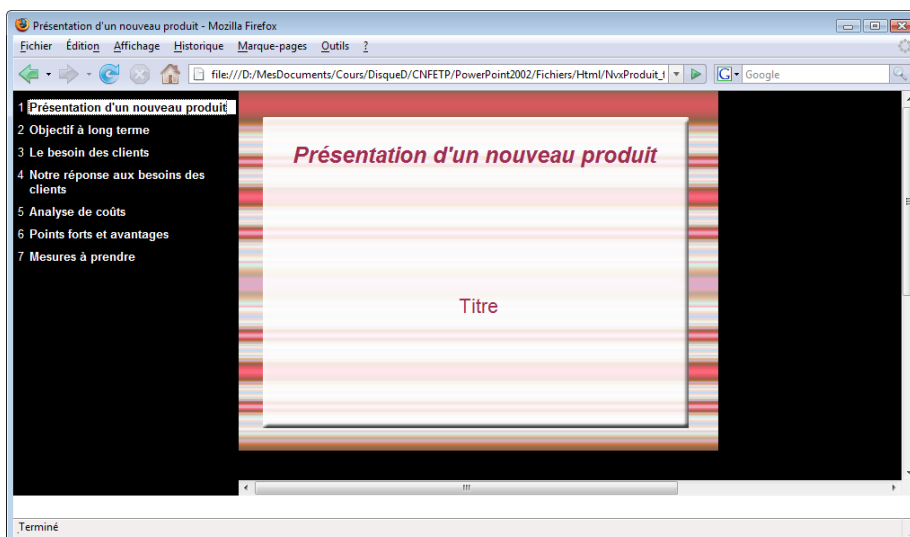 Présentation d'un nouveau produit - Mozilla Firefox
Fichier Édition Affichage Historique Marque-pages Outils ?
file:///D:/MesDocuments/Cours/DisqueD/CNFETP/PowerPoint2002/Fichiers/Html/NvxProduit_f
G Google
1 Présentation d'un nouveau produit
2 Objectif à long terme
3 Le besoin des clients
4 Notre réponse aux besoins des
clients
5 Analyse de coûts
6 Points forts et avantages
7 Mesures à prendre
Présentation d'un nouveau produit
Titre
Terminé